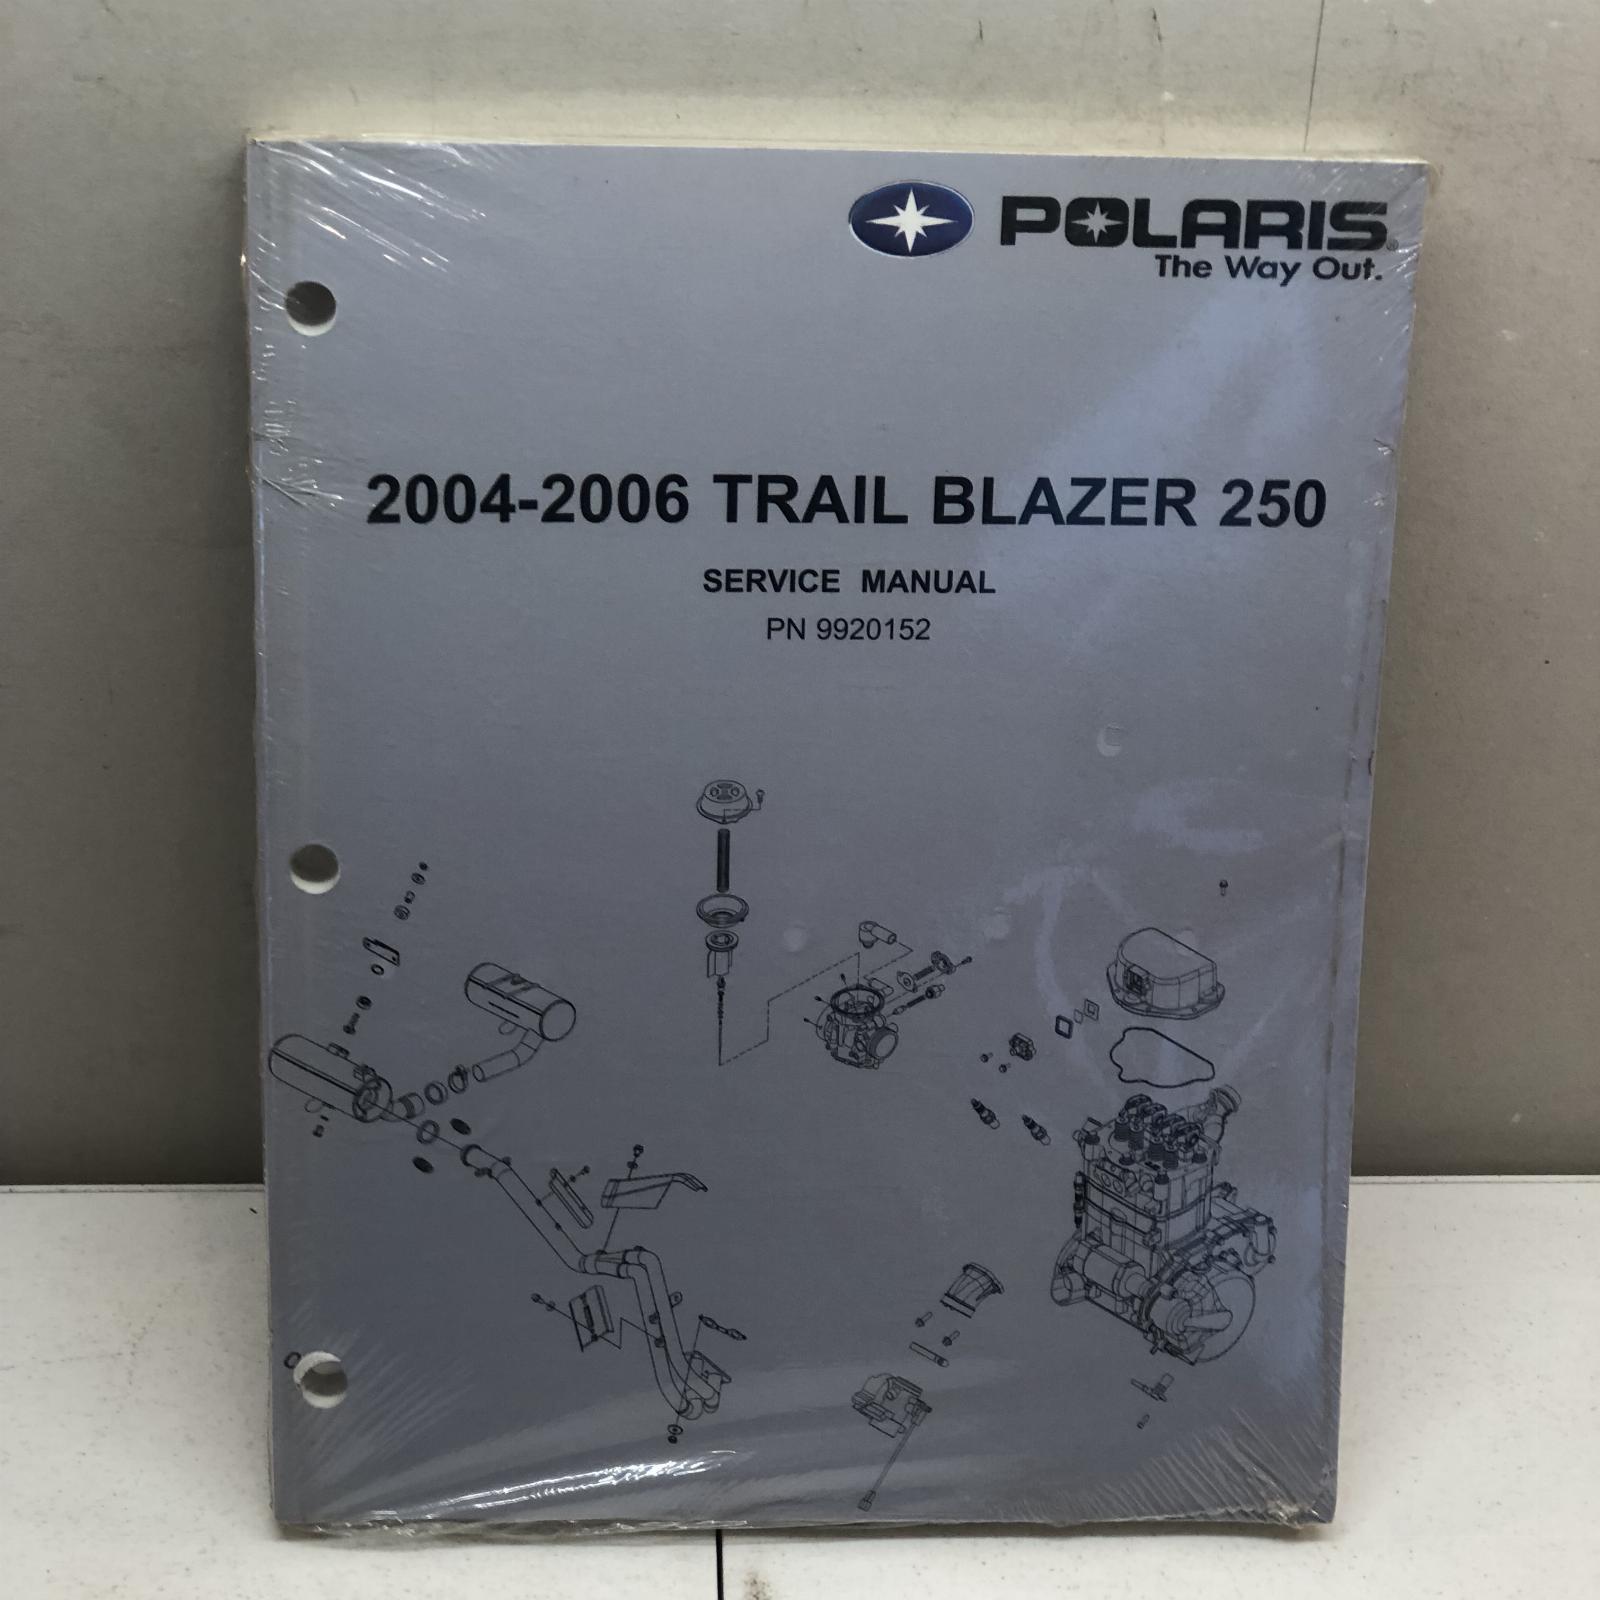 POLARIS®
The Way Out.
2004-2006 TRAIL BLAZER 250
SERVICE MANUAL
PN 9920152